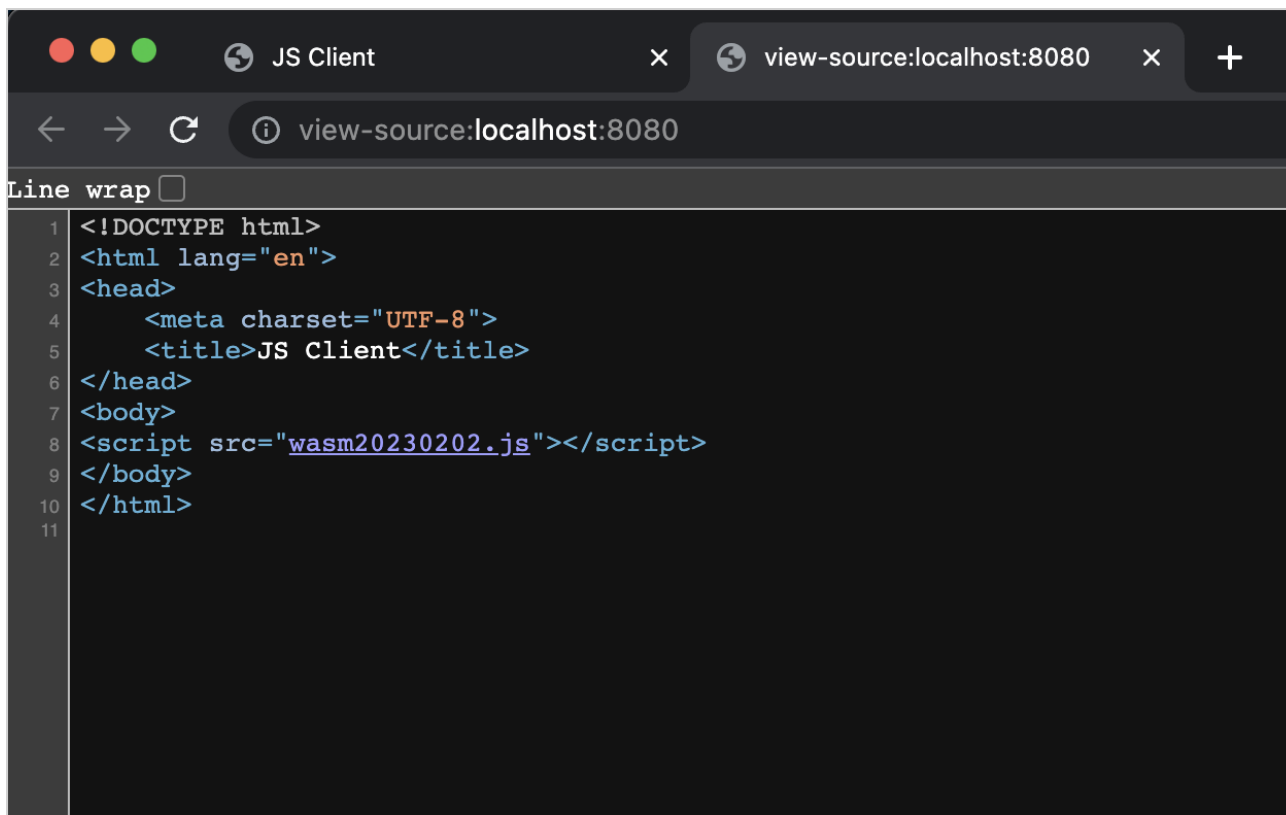 JS Client
view-source:localhost:8080
view-source:localhost:8080
Line wrap
1 <!DOCTYPE html>
2 <html lang="en">
3 <head>
4     <meta charset="UTF-8">
5     <title>JS Client</title>
6 </head>
7 <body>
8 <script src="wasm20230202.js"></script>
9 </body>
10 </html>
11